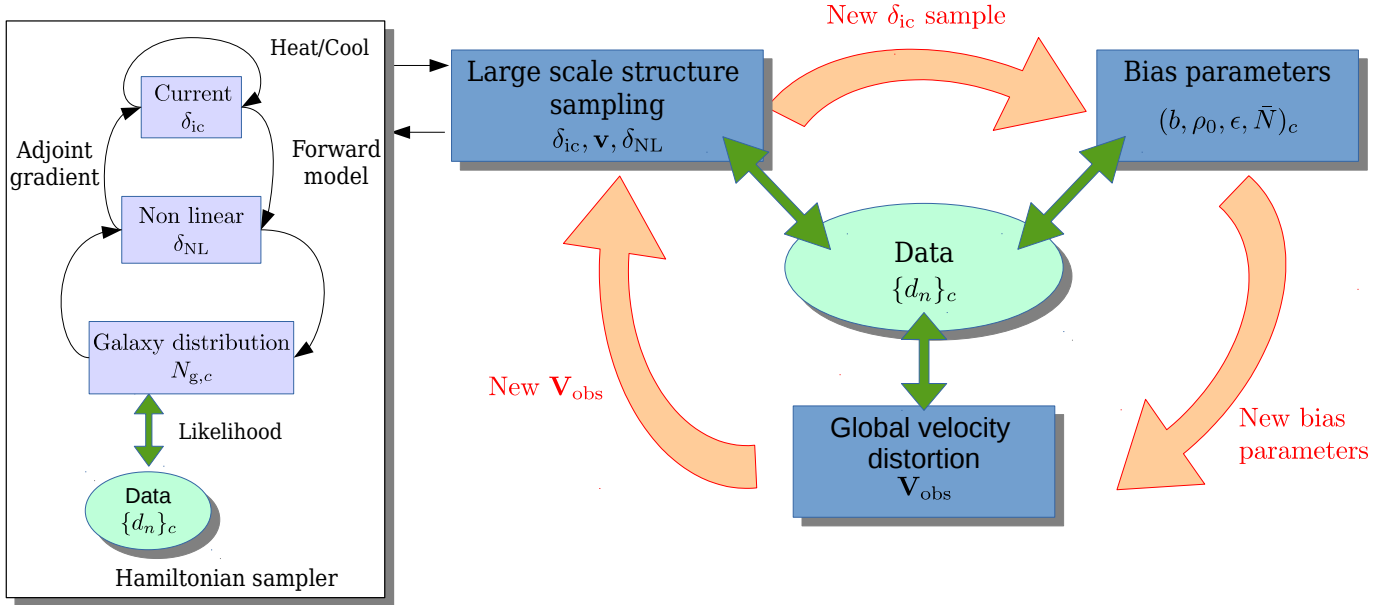 Heat/Cool
Current
δ_ic
Adjoint
gradient
Forward
model
Non linear
δ_NL
Galaxy distribution
N_g,c
Likelihood
Data
{d_n}_c
Hamiltonian sampler
New δ_ic sample
Large scale structure
sampling
δ_ic, v, δ_NL
Bias parameters
(b, ρ_0, ϵ, N̄)_c
Data
{d_n}_c
New V_obs
Global velocity
distortion
V_obs
New bias
parameters